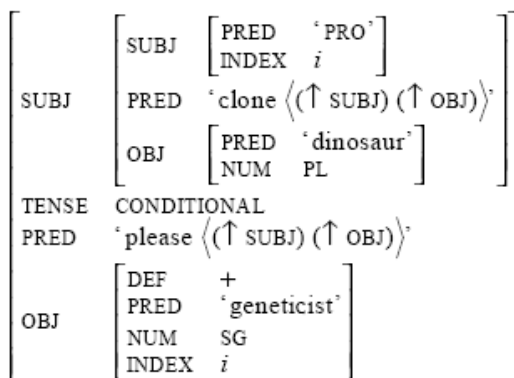 SUBJ PRED ‘PRO’
INDEX i
SUBJ PRED ‘clone ⟨(↑ SUBJ) (↑ OBJ)⟩’
OBJ PRED ‘dinosaur’
NUM PL
TENSE CONDITIONAL
PRED ‘please ⟨(↑ SUBJ) (↑ OBJ)⟩’
DEF +
PRED ‘geneticist’
OBJ NUM SG
INDEX i